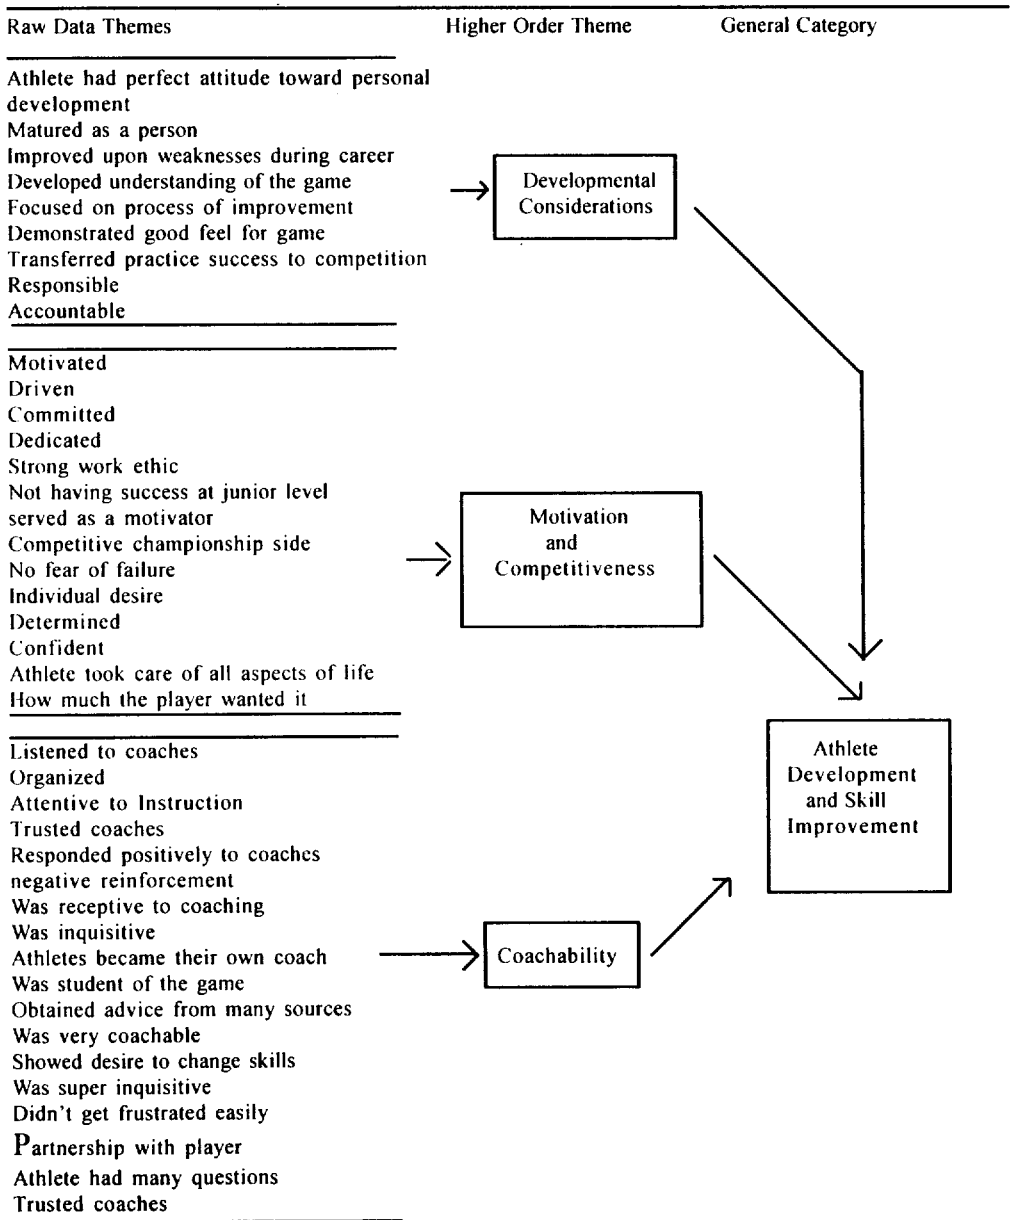 Raw Data Themes Higher Order Theme General Category
Athlete had perfect attitude toward personal
development
Matured as a person
Improved upon weaknesses during career
Developed understanding of the game
Focused on process of improvement
Demonstrated good feel for game
Transferred practice success to competition
Responsible
Accountable
Developmental
Considerations
Motivated
Driven
Committed
Dedicated
Strong work ethic
Not having success at junior level
served as a motivator
Competitive championship side
No fear of failure
Individual desire
Determined
Confident
Athlete took care of all aspects of life
How much the player wanted it
Motivation
and
Competitiveness
Listened to coaches
Organized
Attentive to Instruction
Trusted coaches
Responded positively to coaches
negative reinforcement
Was receptive to coaching
Was inquisitive
Athletes became their own coach
Was student of the game
Obtained advice from many sources
Was very coachable
Showed desire to change skills
Was super inquisitive
Didn't get frustrated easily
Partnership with player
Athlete had many questions
Trusted coaches
Coachability
Athlete
Development
and Skill
Improvement